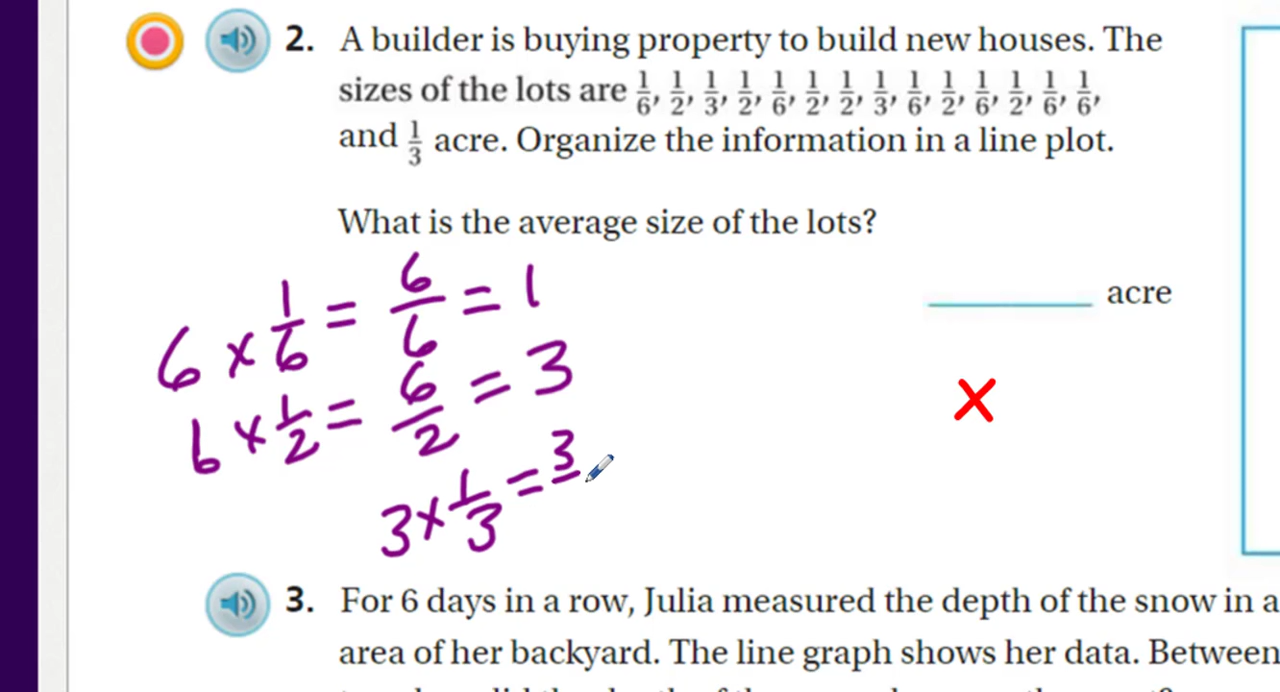 2. A builder is buying property to build new houses. The
sizes of the lots are 1/6, 1/2, 1/3, 1/2, 1/6, 1/2, 1/2, 1/3, 1/6, 1/2, 1/6, 1/2, 1/6, 1/6,
and 1/3 acre. Organize the information in a line plot.
What is the average size of the lots?
______ acre
6 × 1/6 = 6/6 = 1
6 × 1/2 = 6/2 = 3
3 × 1/3 = 3
3. For 6 days in a row, Julia measured the depth of the snow in a
area of her backyard. The line graph shows her data. Between